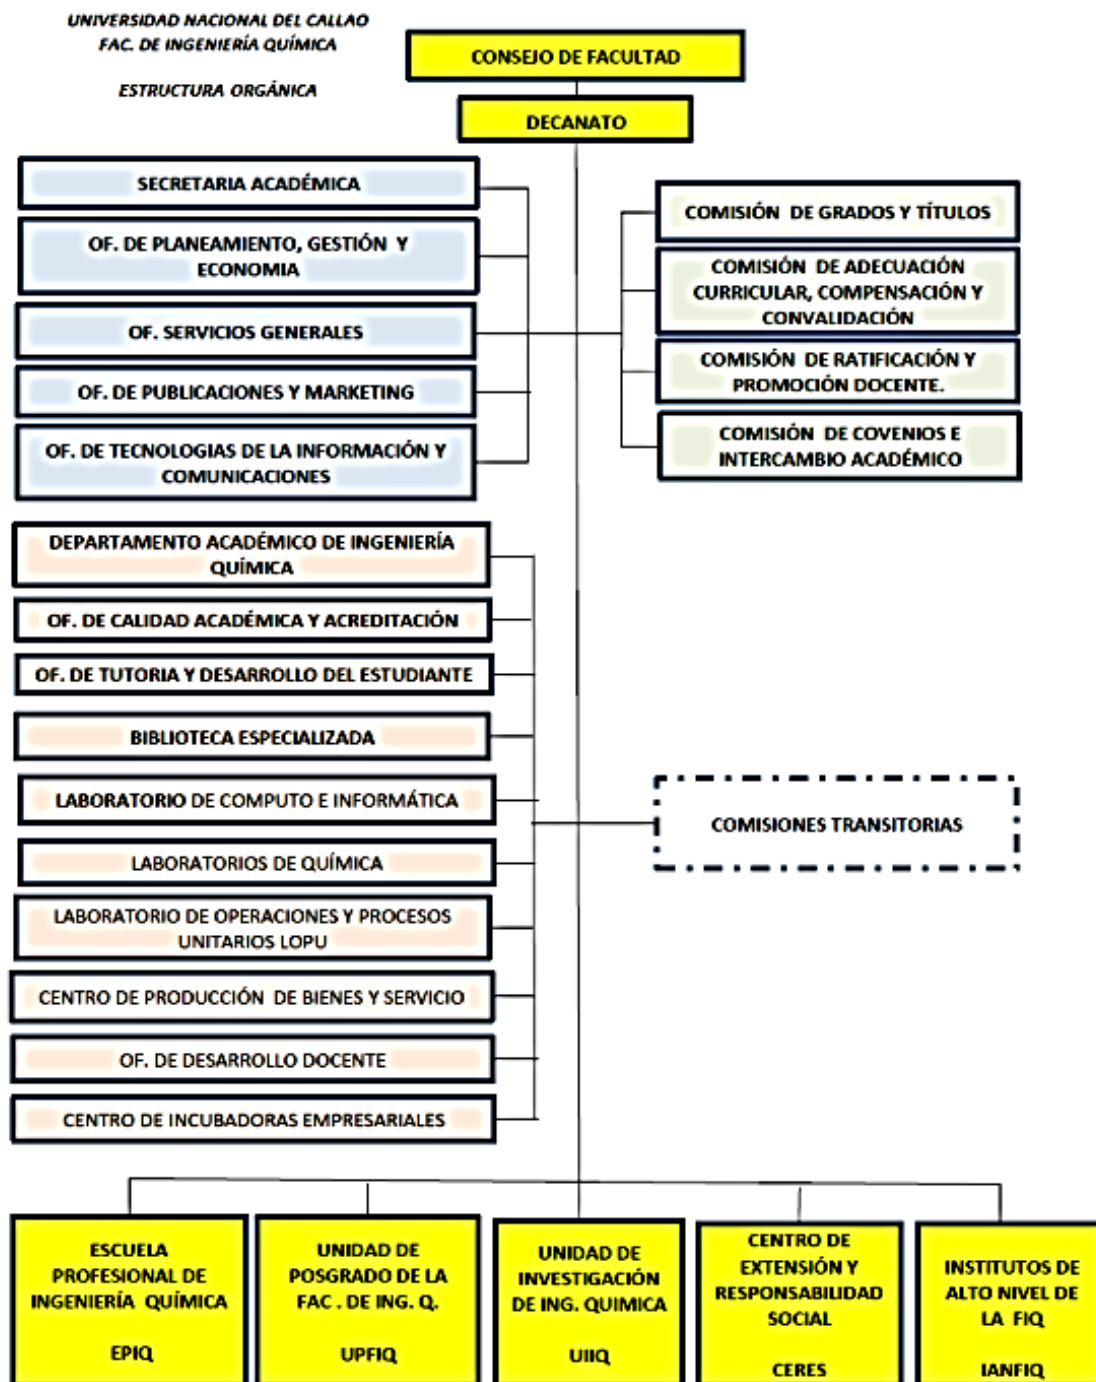 UNIVERSIDAD NACIONAL DEL CALLAO
FAC. DE INGENIERÍA QUÍMICA
ESTRUCTURA ORGÁNICA
CONSEJO DE FACULTAD
DECANATO
SECRETARIA ACADÉMICA
OF. DE PLANEAMIENTO, GESTIÓN Y
ECONOMIA
OF. SERVICIOS GENERALES
OF. DE PUBLICACIONES Y MARKETING
OF. DE TECNOLOGIAS DE LA INFORMACIÓN Y
COMUNICACIONES
COMISIÓN DE GRADOS Y TÍTULOS
COMISIÓN DE ADECUACIÓN
CURRICULAR, COMPENSACIÓN Y
CONVALIDACIÓN
COMISIÓN DE RATIFICACIÓN Y
PROMOCIÓN DOCENTE.
COMISIÓN DE COVENIOS E
INTERCAMBIO ACADÉMICO
DEPARTAMENTO ACADÉMICO DE INGENIERÍA
QUÍMICA
OF. DE CALIDAD ACADÉMICA Y ACREDITACIÓN
OF. DE TUTORIA Y DESARROLLO DEL ESTUDIANTE
BIBLIOTECA ESPECIALIZADA
LABORATORIO DE COMPUTO E INFORMÁTICA
LABORATORIOS DE QUÍMICA
LABORATORIO DE OPERACIONES Y PROCESOS
UNITARIOS LOPU
CENTRO DE PRODUCCIÓN DE BIENES Y SERVICIO
OF. DE DESARROLLO DOCENTE
CENTRO DE INCUBADORAS EMPRESARIALES
COMISIONES TRANSITORIAS
ESCUELA
PROFESIONAL DE
INGENIERÍA QUÍMICA
EPIQ
UNIDAD DE
POSGRADO DE LA
FAC . DE ING. Q.
UPFIQ
UNIDAD DE
INVESTIGACIÓN
DE ING. QUIMICA
UIIQ
CENTRO DE
EXTENSIÓN Y
RESPONSABILIDAD
SOCIAL
CERES
INSTITUTOS DE
ALTO NIVEL DE
LA FIQ
IANFIQ